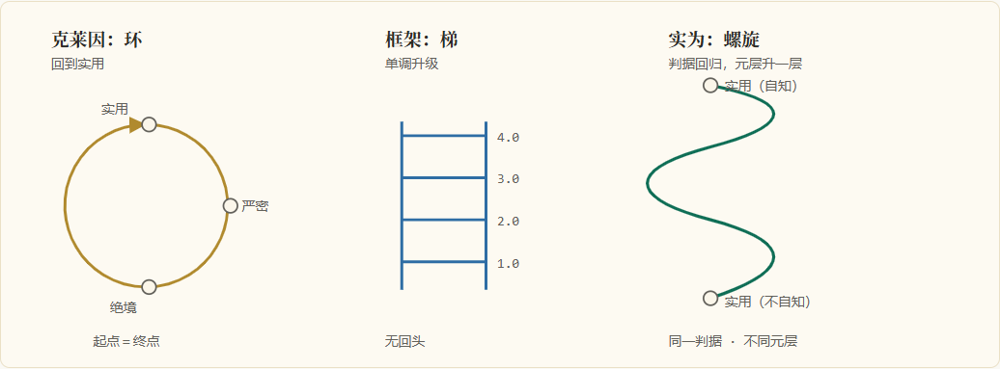 克莱因：环
回到实用
实用
严密
绝境
起点＝终点
框架：梯
单调升级
4.0
3.0
2.0
1.0
无回头
实为：螺旋
判据回归，元层升一层
实用（自知）
实用（不自知）
同一判据 · 不同元层